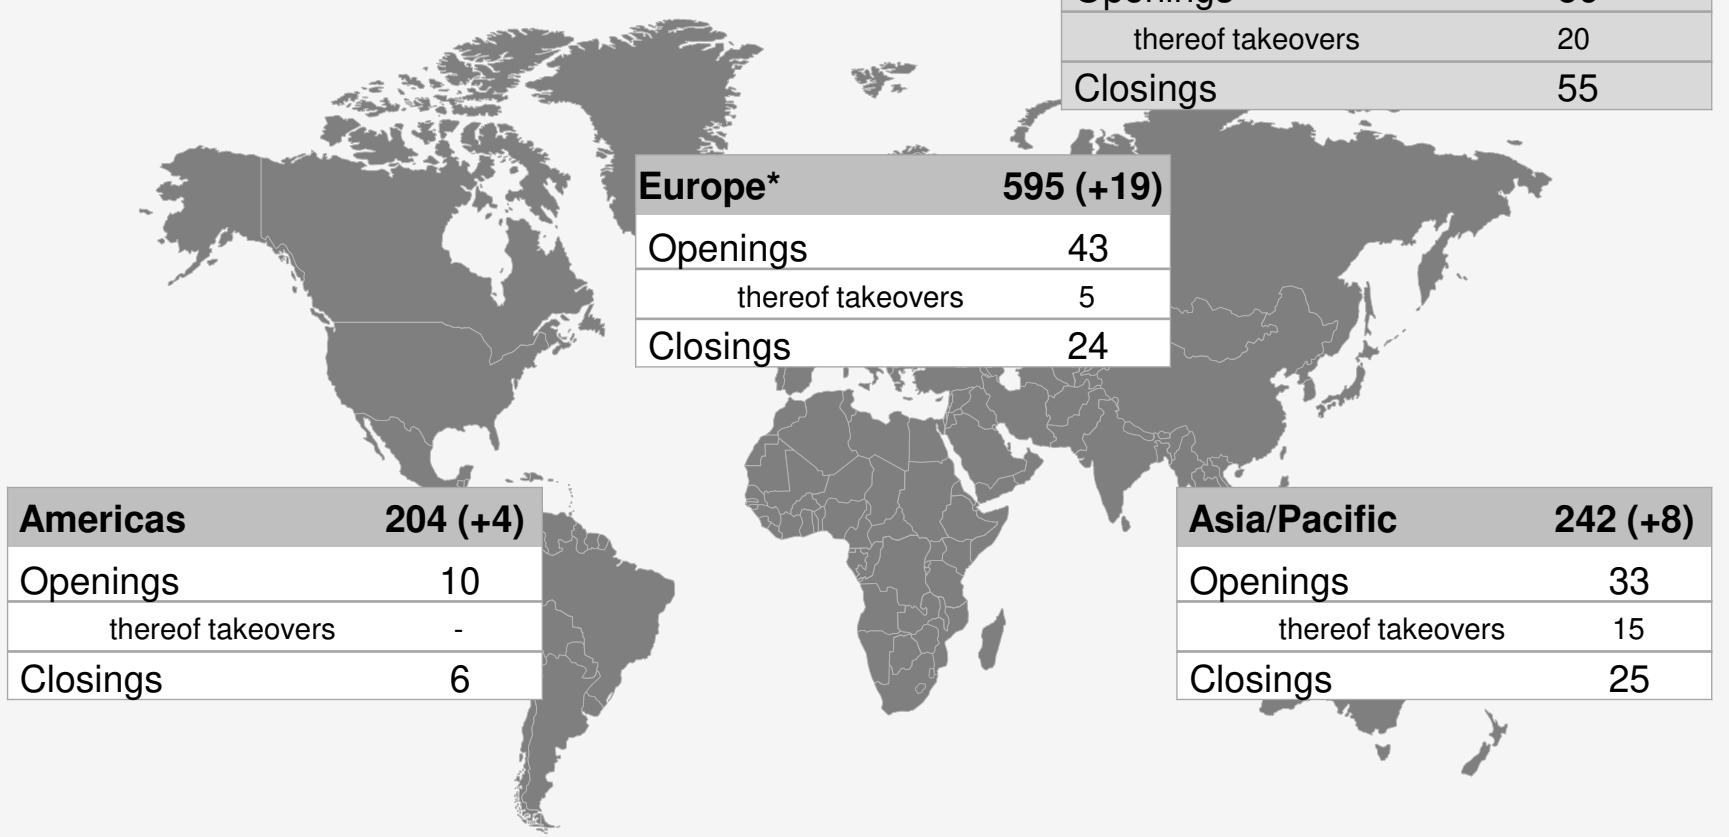 thereof takeovers 20
Closings 55
Europe* 595 (+19)
Openings 43
thereof takeovers 5
Closings 24
Americas 204 (+4)
Openings 10
thereof takeovers -
Closings 6
Asia/Pacific 242 (+8)
Openings 33
thereof takeovers 15
Closings 25